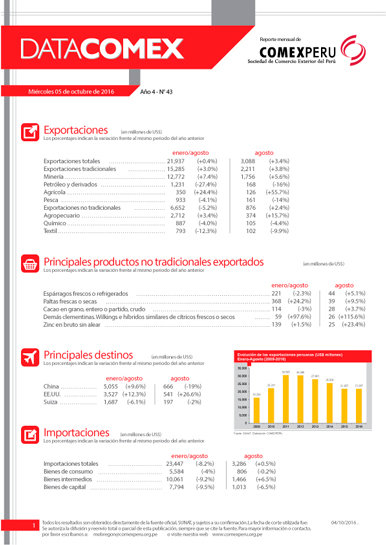 Reporte mensual de
DATACOMEX
COMEXPERU
Sociedad de Comercio Exterior del Perú
Miércoles 05 de octubre de 2016 Año 4 - N° 43
Exportaciones (en millones de US$)
Los porcentajes indican la variación frente al mismo periodo del año anterior
enero/agosto agosto
Exportaciones totales 21,937 (+0.4%) 3,088 (+3.4%)
Exportaciones tradicionales 15,285 (+3.0%) 2,211 (+3.8%)
Minería 12,772 (+7.4%) 1,756 (+5.6%)
Petróleo y derivados 1,231 (-27.4%) 168 (-16%)
Agrícola 350 (+24.4%) 126 (+55.7%)
Pesca 933 (-4.1%) 161 (-14%)
Exportaciones no tradicionales 6,652 (-5.2%) 876 (+2.4%)
Agropecuario 2,712 (+3.4%) 374 (+15.7%)
Químico 887 (-4.0%) 105 (-4.4%)
Textil 793 (-12.3%) 102 (-9.9%)
Principales productos no tradicionales exportados (en millones de US$)
Los porcentajes indican la variación frente al mismo periodo del año anterior
enero/agosto agosto
Espárragos frescos o refrigerados 221 (-2.3%) 44 (+5.1%)
Paltas frescas o secas 368 (+24.2%) 39 (+9.5%)
Cacao en grano, entero o partido, crudo 114 (-3%) 28 (+3.7%)
Demás clementinas, Wilkings e híbridos similares de cítricos frescos o secos 59 (+97.6%) 26 (+115.6%)
Zinc en bruto sin alear 139 (+1.5%) 25 (+23.4%)
Principales destinos (en millones de US$)
Los porcentajes indican la variación frente al mismo periodo del año anterior
enero/agosto agosto
China 5,055 (+9.6%) 666 (-19%)
EE.UU. 3,527 (+12.3%) 541 (+26.6%)
Suiza 1,687 (-6.1%) 197 (-2%)
Evolución de las exportaciones peruanas (US$ millones)
Enero-Agosto (2009-2016)
35,000
30,000
25,000
20,000
15,000
10,000
5,000
0
2009 2010 2011 2012 2013 2014 2015 2016
Importaciones (en millones de US$)
Los porcentajes indican la variación frente al mismo periodo del año anterior
enero/agosto agosto
Importaciones totales 23,447 (-8.2%) 3,286 (+0.5%)
Bienes de consumo 5,584 (-4%) 806 (-0.2%)
Bienes intermedios 10,061 (-9.2%) 1,466 (+6.5%)
Bienes de capital 7,794 (-9.5%) 1,013 (-6.5%)
1
Todos los resultados son obtenidos directamente de la fuente oficial, SUNAT, y sujetos a su confirmación. La fecha de corte utilizada fue: 04/10/2016 .
Se autoriza la difusión y reenvío total o parcial de esta publicación, siempre que se cite la fuente. Para mayor información o contacto,
por favor escribanos a: mobregon@comexperu.org.pe o visite nuestra web www.comexperu.org.pe